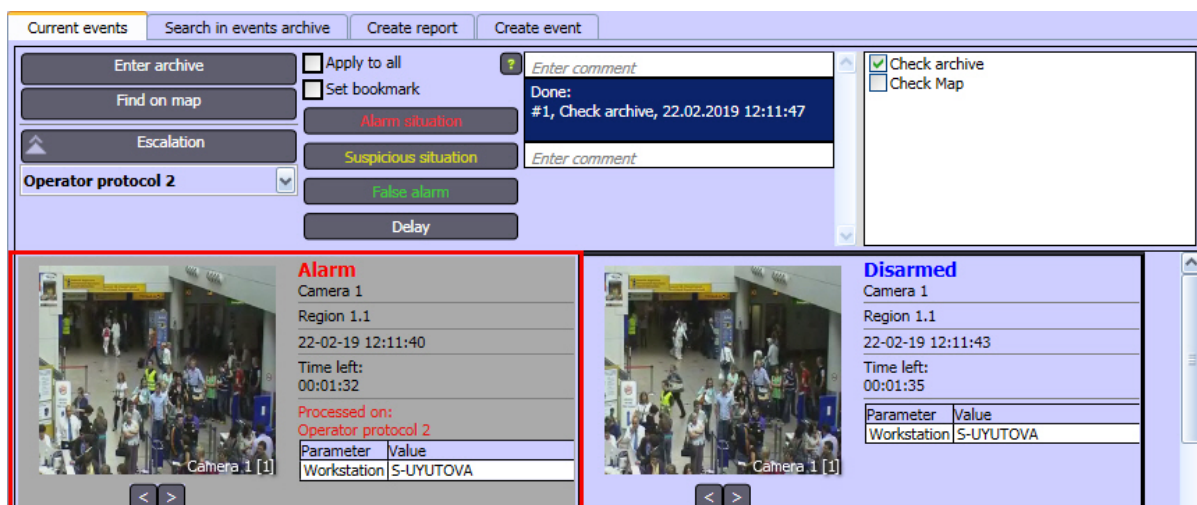 Current events
Search in events archive
Create report
Create event
Enter archive
Find on map
Escalation
Operator protocol 2
Apply to all
?
Set bookmark
Alarm situation
Suspicious situation
False alarm
Delay
Enter comment
Done:
#1, Check archive, 22.02.2019 12:11:47
Enter comment
Check archive
Check Map
Alarm
Camera 1
Region 1.1
22-02-19 12:11:40
Time left:
00:01:32
Processed on:
Operator protocol 2
Parameter Value
Workstation S-UYUTOVA
Camera 1 [1]
< >
Disarmed
Camera 1
Region 1.1
22-02-19 12:11:43
Time left:
00:01:35
Parameter Value
Workstation S-UYUTOVA
Camera 1 [1]
< >